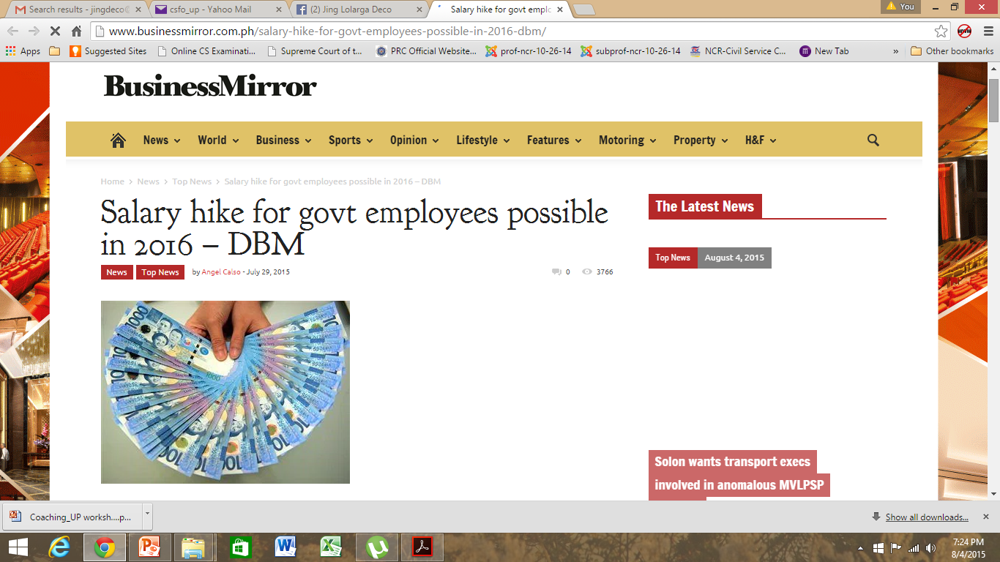 Search results - jingdeco@
csfo_up - Yahoo Mail
(2) Jing Lolarga Deco
Salary hike for govt emplo
You
www.businessmirror.com.ph/salary-hike-for-govt-employees-possible-in-2016-dbm/
Apps
Suggested Sites
Online CS Examinati...
Supreme Court of t...
PRC Official Website...
prof-ncr-10-26-14
subprof-ncr-10-26-14
NCR-Civil Service C...
New Tab
»
Other bookmarks
BusinessMirror
News
World
Business
Sports
Opinion
Lifestyle
Features
Motoring
Property
H&F
Home > News > Top News > Salary hike for govt employees possible in 2016 – DBM
Salary hike for govt employees possible
in 2016 – DBM
News
Top News
by Angel Calso - July 29, 2015
0
3766
1000
1000
The Latest News
Top News
August 4, 2015
Solon wants transport execs
involved in anomalous MVLPSP
Coaching_UP worksh....p...
Show all downloads...
7:24 PM
8/4/2015